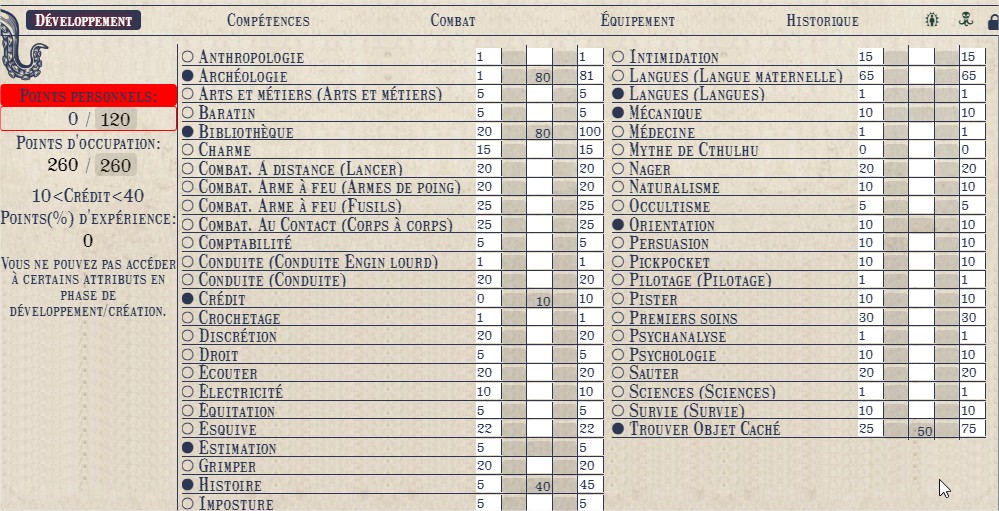 Développement Compétences Combat Équipement Historique
Points personnels:
0 / 120
Points d'occupation:
260 / 260
10<Crédit<40
Points(%) d'expérience:
0
Vous ne pouvez pas accéder
à certains attributs en
phase de
développement/création.
Anthropologie 1 1
Archéologie 1 80 81
Arts et métiers (Arts et métiers) 5 5
Baratin 5 5
Bibliothèque 20 80 100
Charme 15 15
Combat. A distance (Lancer) 20 20
Combat. Arme à feu (Armes de poing) 20 20
Combat. Arme à feu (Fusils) 25 25
Combat. Au Contact (Corps à corps) 25 25
Comptabilité 5 5
Conduite (Conduite Engin lourd) 1 1
Conduite (Conduite) 20 20
Crédit 0 10 10
Crochetage 1 1
Discrétion 20 20
Droit 5 5
Ecouter 20 20
Electricité 10 10
Equitation 5 5
Esquive 22 22
Estimation 5 5
Grimper 20 20
Histoire 5 40 45
Imposture 5 5
Intimidation 15 15
Langues (Langue maternelle) 65 65
Langues (Langues) 1 1
Mécanique 10 10
Médecine 1 1
Mythe de Cthulhu 0 0
Nager 20 20
Naturalisme 10 10
Occultisme 5 5
Orientation 10 10
Persuasion 10 10
Pickpocket 10 10
Pilotage (Pilotage) 1 1
Pister 10 10
Premiers soins 30 30
Psychanalyse 1 1
Psychologie 10 10
Sauter 20 20
Sciences (Sciences) 1 1
Survie (Survie) 10 10
Trouver Objet Caché 25 50 75